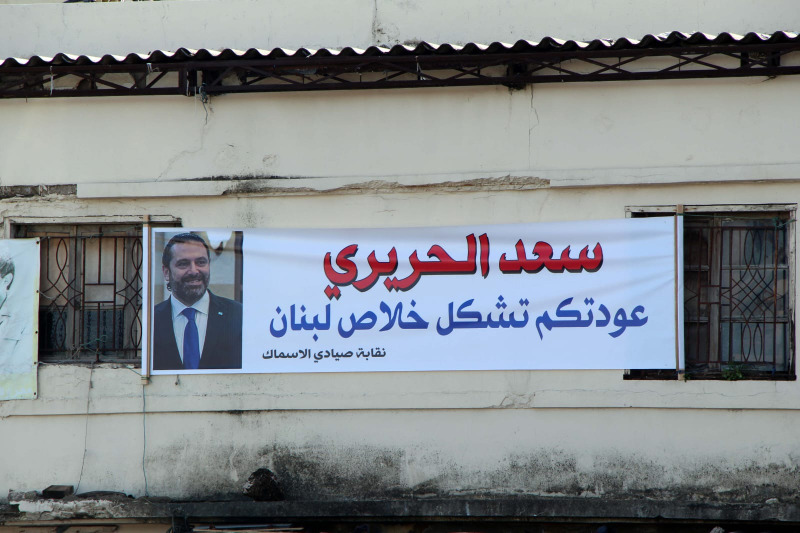 سعد الحريري
عودتكم تشكل خلاص لبنان
نقابة صيادي الاسماك